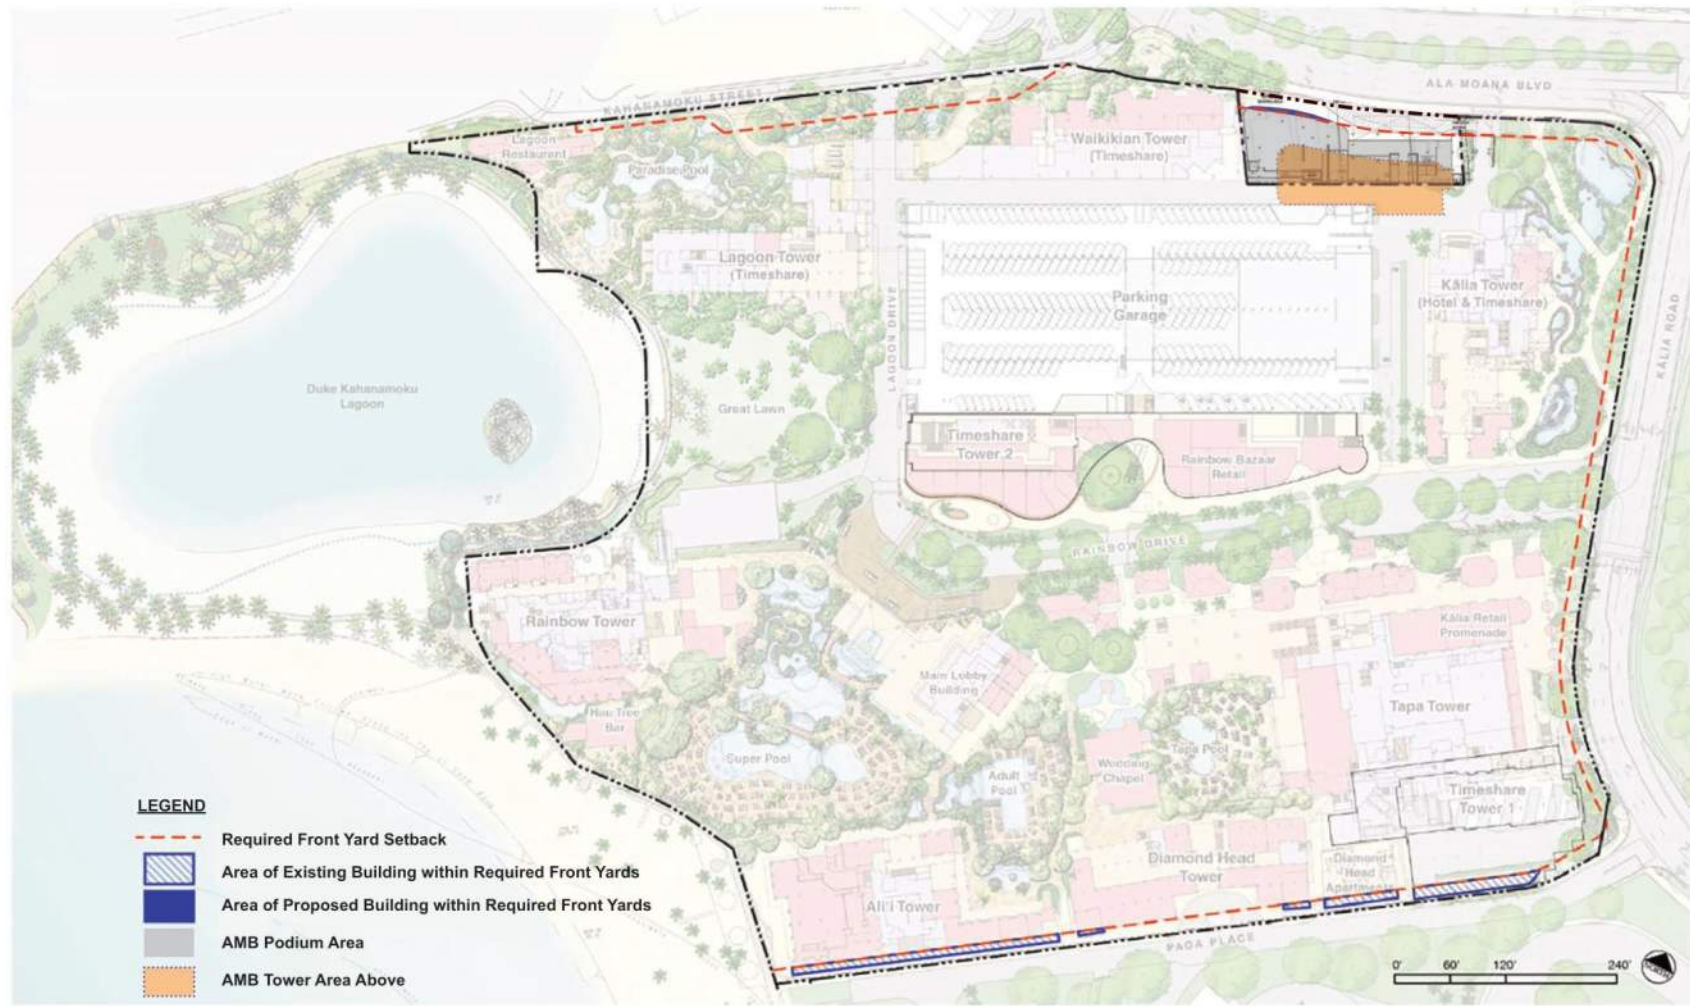 KAHANAMOKU STREET
ALA MOANA BLVD
Lagoon
Restaurant
Paradise Pool
Waikikian Tower
(Timeshare)
Lagoon Tower
(Timeshare)
LAGOON DRIVE
Parking
Garage
Kālia Tower
(Hotel & Timeshare)
KĀLIA ROAD
Duke Kahanamoku
Lagoon
Great Lawn
Timeshare
Tower 2
Rainbow Bazaar
Retail
RAINBOW DRIVE
Rainbow Tower
Kālia Retail
Promenade
Main Lobby
Building
Hau Tree
Bar
Tapa Tower
Super Pool
Tapa Pool
Wedding
Chapel
Adult
Pool
Timeshare
Tower 1
Diamond Head
Tower
Diamond
Head
Apartments
Ali'i Tower
PAOA PLACE
LEGEND
Required Front Yard Setback
Area of Existing Building within Required Front Yards
Area of Proposed Building within Required Front Yards
AMB Podium Area
AMB Tower Area Above
0' 60' 120' 240'